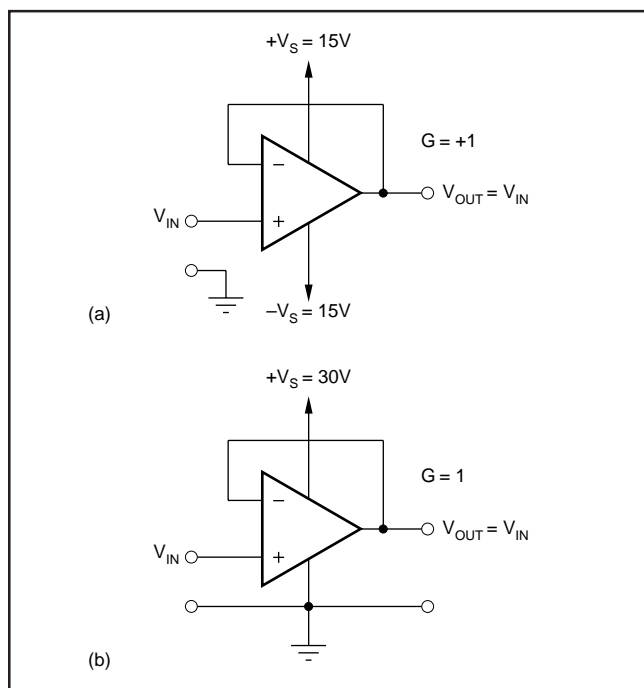 +V_S = 15V
G = +1
−
V_OUT = V_IN
V_IN
+
−V_S = 15V
(a)
+V_S = 30V
G = 1
−
V_OUT = V_IN
V_IN
+
(b)